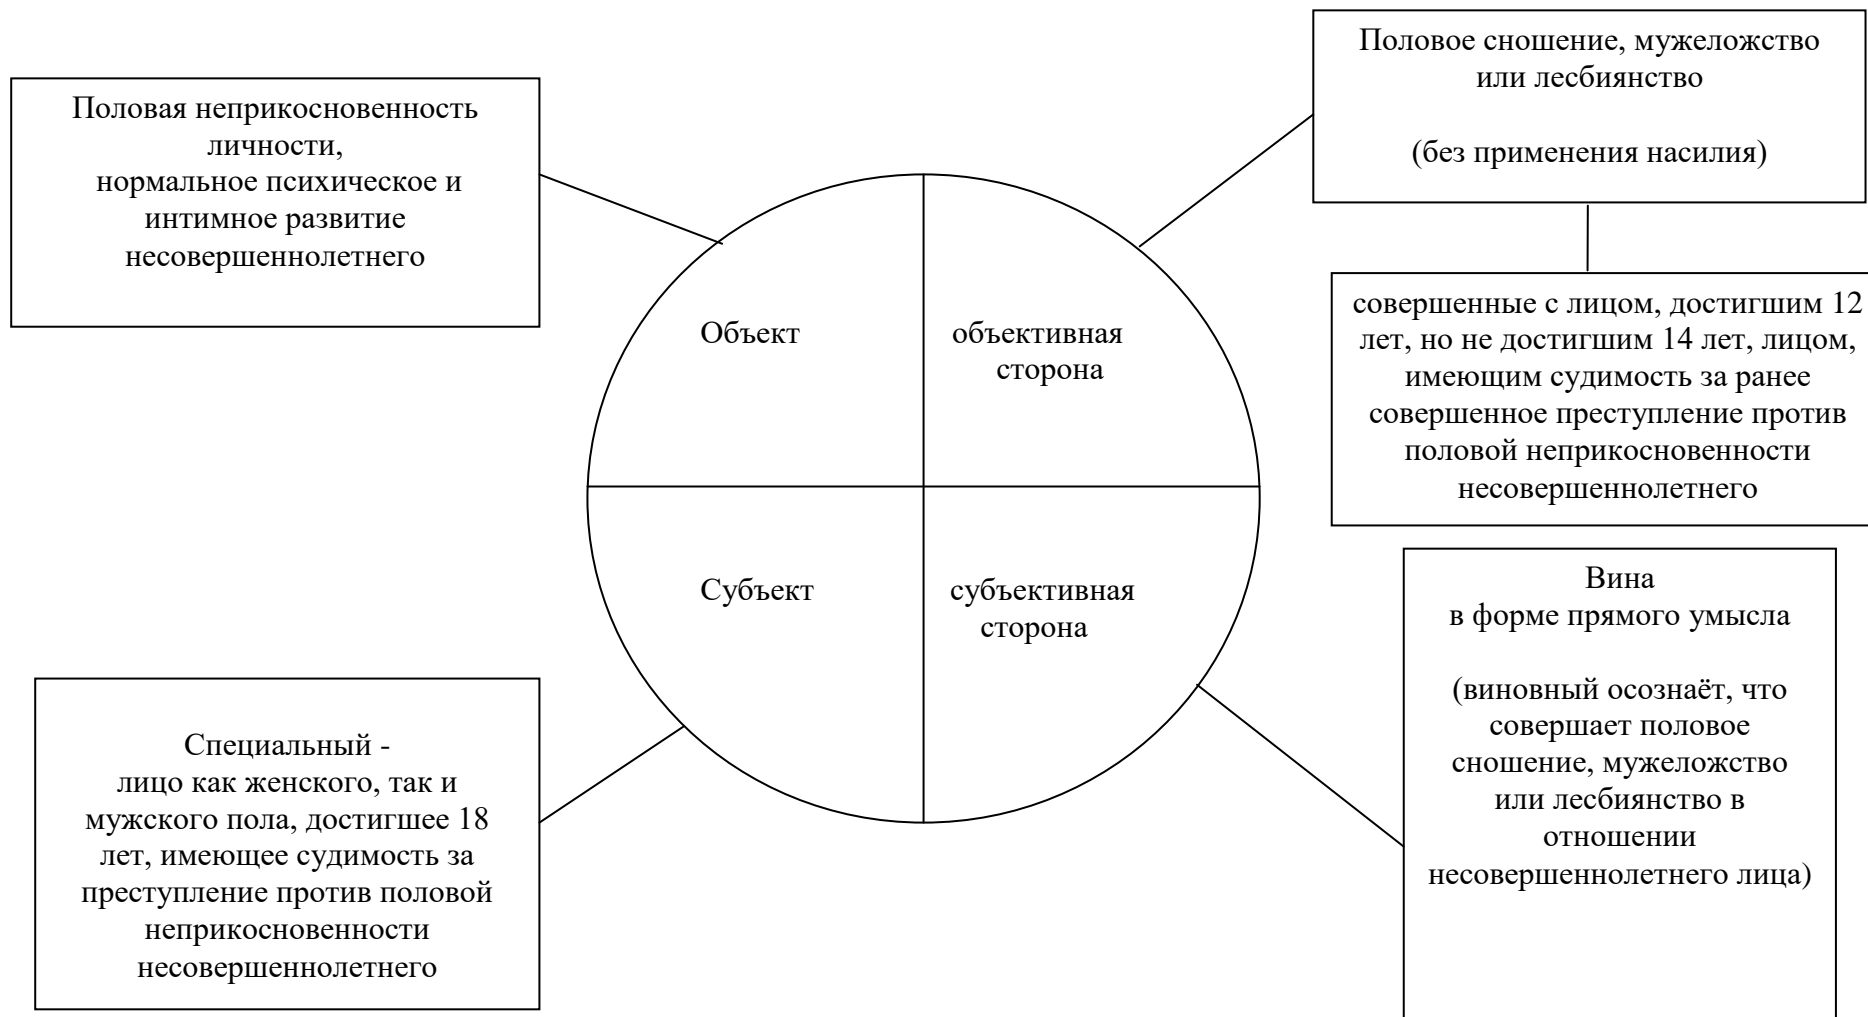 Половая неприкосновенность
личности,
нормальное психическое и
интимное развитие
несовершеннолетнего
Половое сношение, мужеложство
или лесбиянство
(без применения насилия)
совершенные с лицом, достигшим 12
лет, но не достигшим 14 лет, лицом,
имеющим судимость за ранее
совершенное преступление против
половой неприкосновенности
несовершеннолетнего
Объект
объективная
сторона
Субъект
субъективная
сторона
Специальный -
лицо как женского, так и
мужского пола, достигшее 18
лет, имеющее судимость за
преступление против половой
неприкосновенности
несовершеннолетнего
Вина
в форме прямого умысла
(виновный осознаёт, что
совершает половое
сношение, мужеложство
или лесбиянство в
отношении
несовершеннолетнего лица)